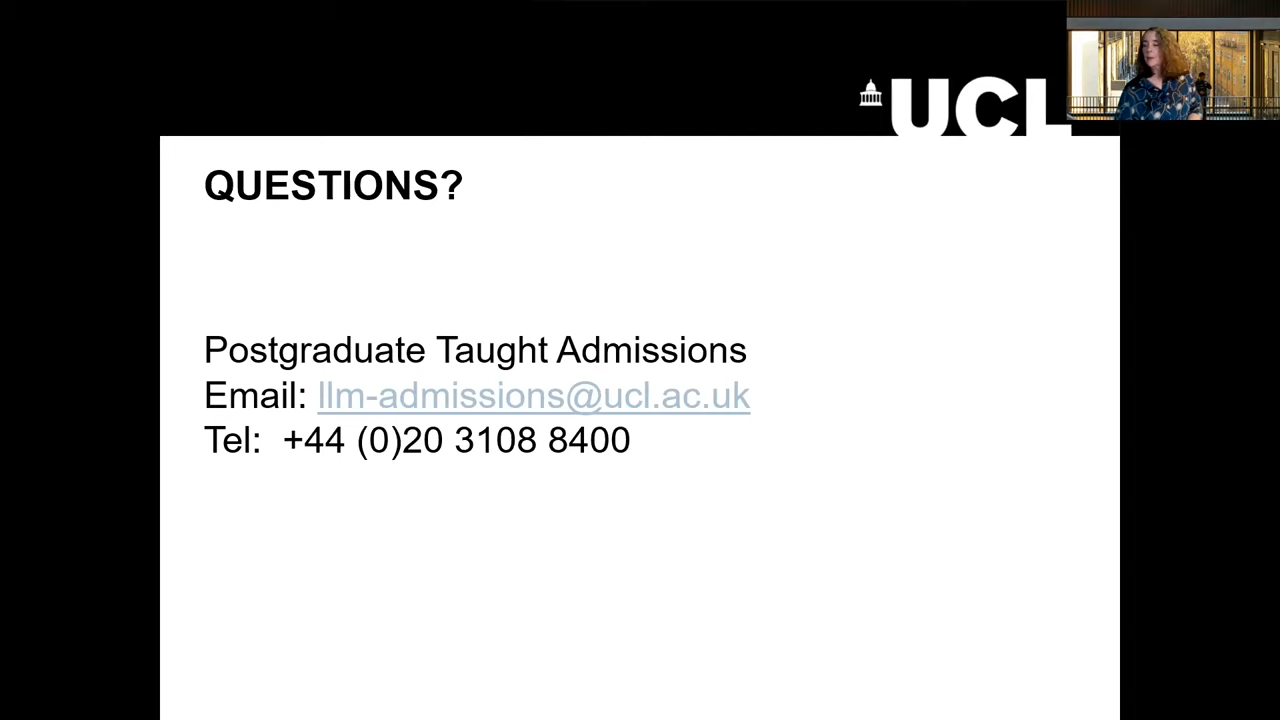 UCL
QUESTIONS?
Postgraduate Taught Admissions
Email: llm-admissions@ucl.ac.uk
Tel:  +44 (0)20 3108 8400